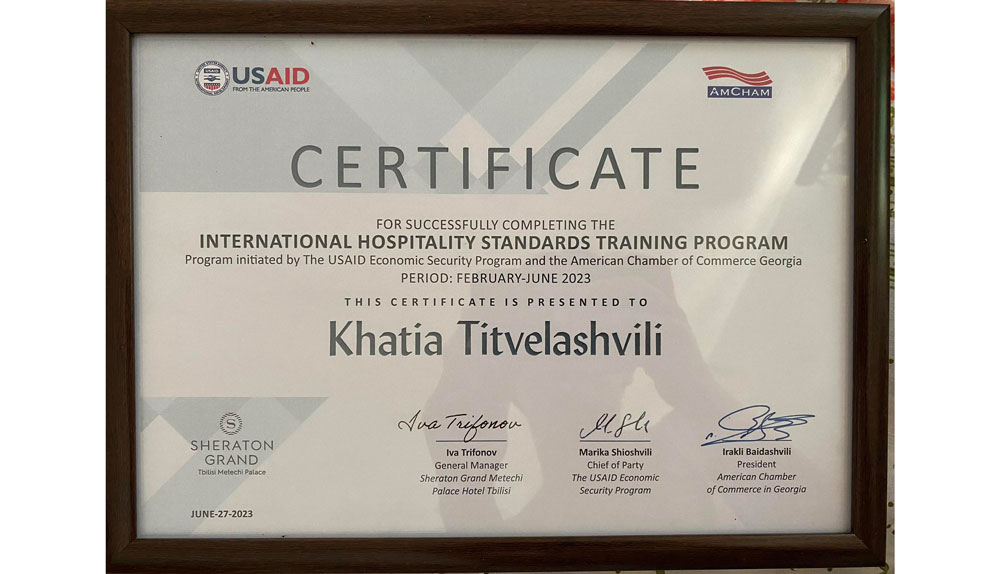 USAID
FROM THE AMERICAN PEOPLE
AMCHAM
CERTIFICATE
FOR SUCCESSFULLY COMPLETING THE
INTERNATIONAL HOSPITALITY STANDARDS TRAINING PROGRAM
Program initiated by The USAID Economic Security Program and the American Chamber of Commerce Georgia
PERIOD: FEBRUARY-JUNE 2023
THIS CERTIFICATE IS PRESENTED TO
Khatia Titvelashvili
S
SHERATON
GRAND
Tbilisi Metechi Palace
Iva Trifonov
Iva Trifonov
General Manager
Sheraton Grand Metechi
Palace Hotel Tbilisi
Marika Shioshvili
Chief of Party
The USAID Economic
Security Program
Irakli Baidashvili
President
American Chamber
of Commerce in Georgia
JUNE-27-2023